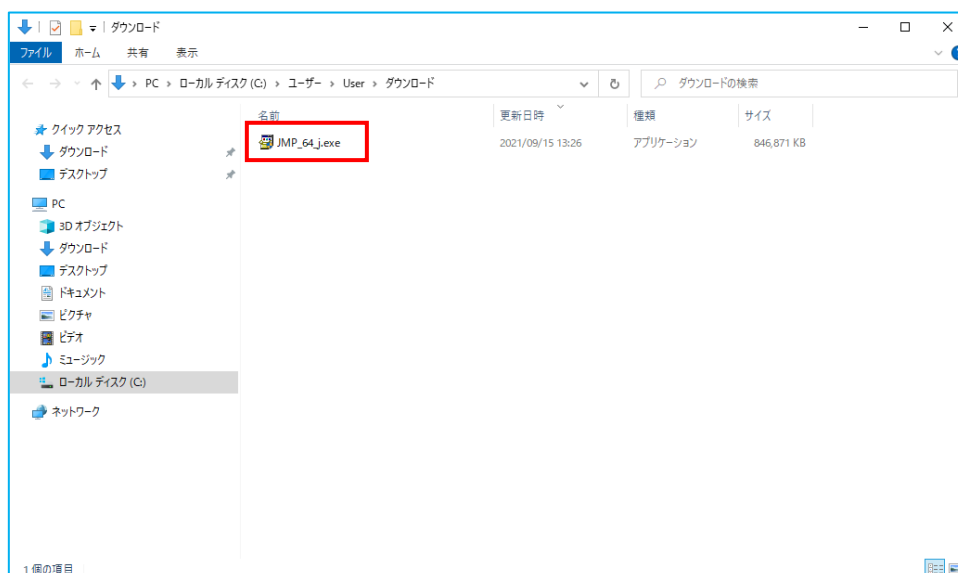 ダウンロード
ファイル ホーム 共有 表示
PC › ローカル ディスク (C:) › ユーザー › User › ダウンロード
ダウンロードの検索
名前 更新日時 種類 サイズ
クイック アクセス
JMP_64_j.exe 2021/09/15 13:26 アプリケーション 846,871 KB
ダウンロード
デスクトップ
PC
3D オブジェクト
ダウンロード
デスクトップ
ドキュメント
ピクチャ
ビデオ
ミュージック
ローカル ディスク (C:)
ネットワーク
1 個の項目